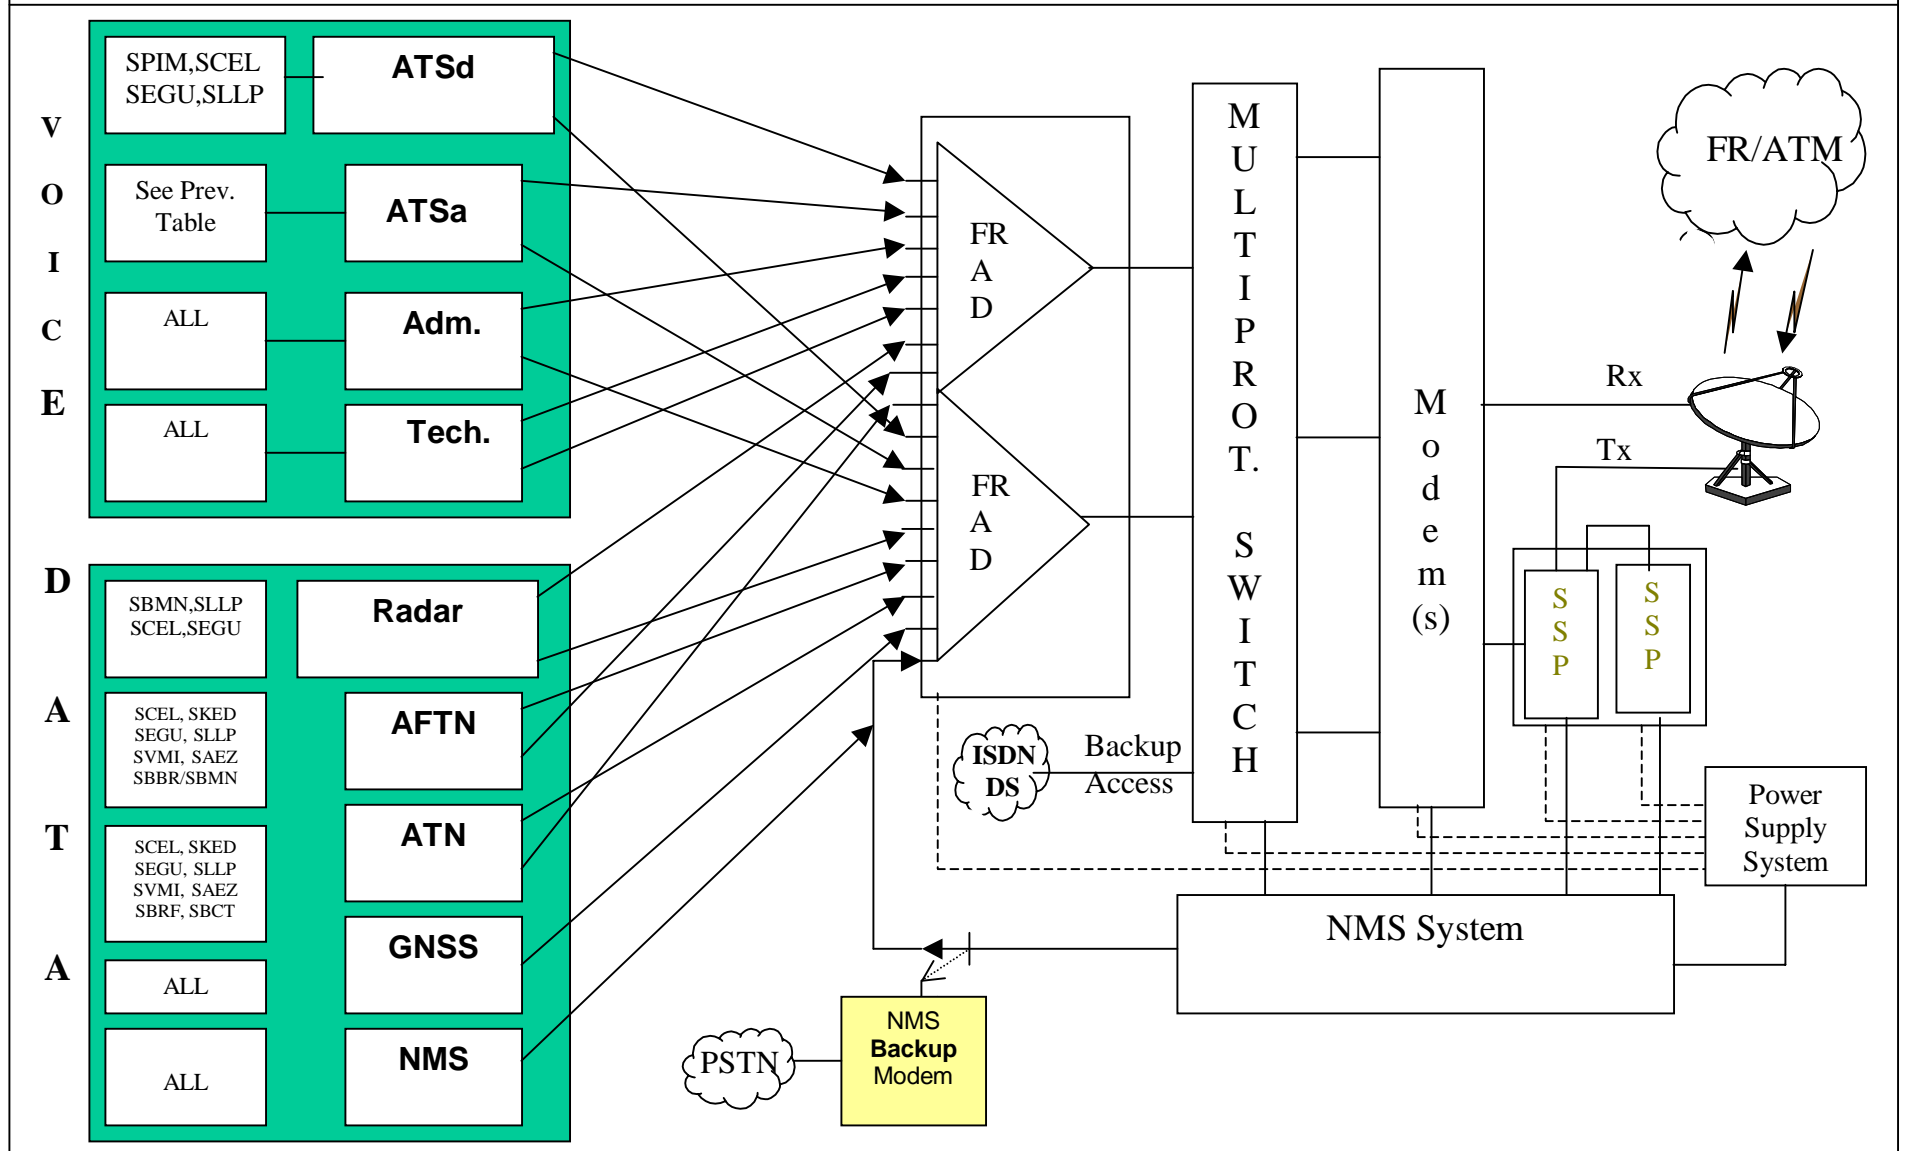 V
O
I
C
E
SPIM,SCEL
SEGU,SLLP
ATSd
See Prev.
Table
ATSa
ALL
Adm.
ALL
Tech.
D
A
T
A
SBMN,SLLP
SCEL,SEGU
Radar
SCEL, SKED
SEGU, SLLP
SVMI, SAEZ
SBBR/SBMN
AFTN
SCEL, SKED
SEGU, SLLP
SVMI, SAEZ
SBRF, SBCT
ATN
ALL
GNSS
ALL
NMS
FR
A
D
FR
A
D
M
U
L
T
I
P
R
O
T.
S
W
I
T
C
H
M
o
d
e
m
(s)
FR/ATM
Rx
Tx
S
S
P
S
S
P
ISDN
DS
Backup
Access
Power
Supply
System
NMS System
NMS
Backup
Modem
PSTN